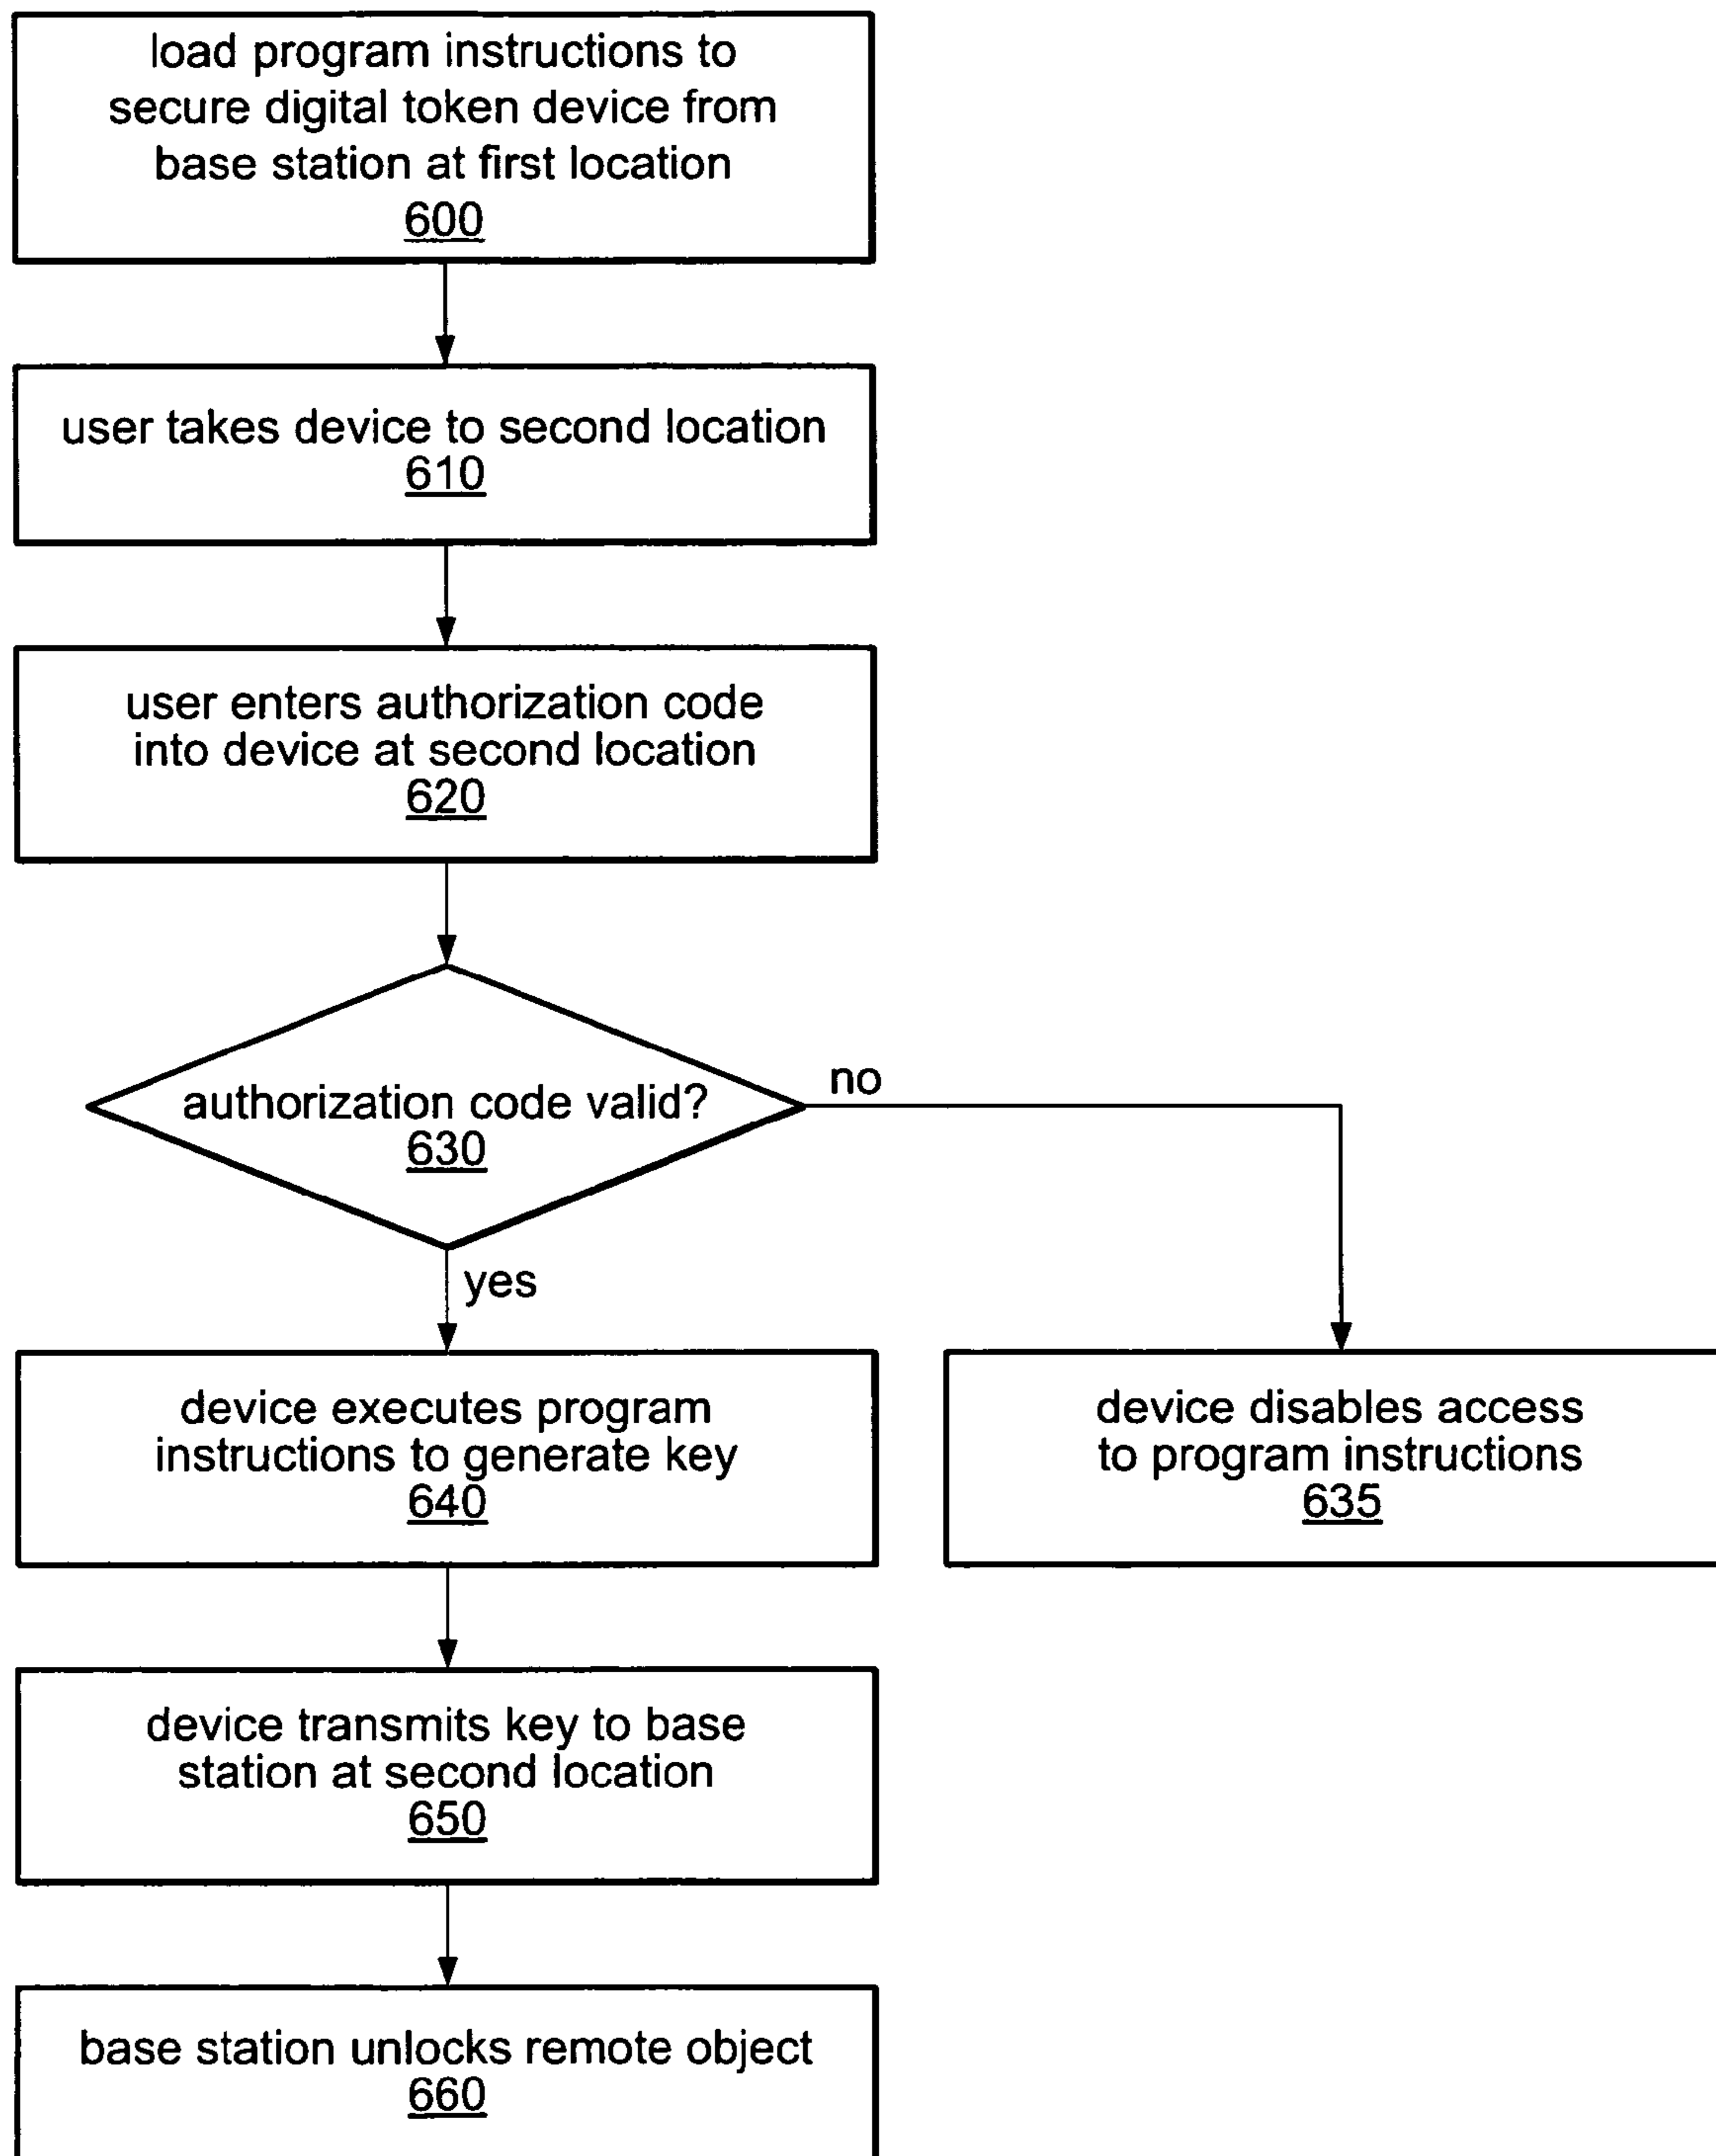 load program instructions to
secure digital token device from
base station at first location
600
user takes device to second location
610
user enters authorization code
into device at second location
620
authorization code valid?
630
no
yes
device executes program
instructions to generate key
640
device disables access
to program instructions
635
device transmits key to base
station at second location
650
base station unlocks remote object
660